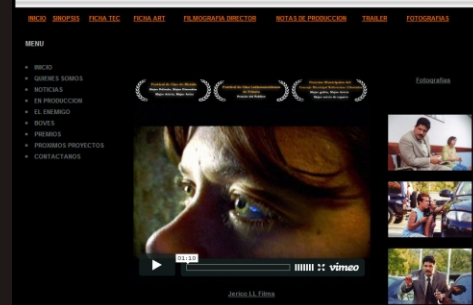 INICIO SINOPSIS FICHA TEC FICHA ART FILMOGRAFIA DIRECTOR NOTAS DE PRODUCCION TRAILER FOTOGRAFIAS
MENU
INICIO
QUIENES SOMOS
NOTICIAS
EN PRODUCCION
EL ENEMIGO
BOVES
PREMIOS
PROXIMOS PROYECTOS
CONTACTANOS
Fotografias
01:10
vimeo
Jerico LL Films